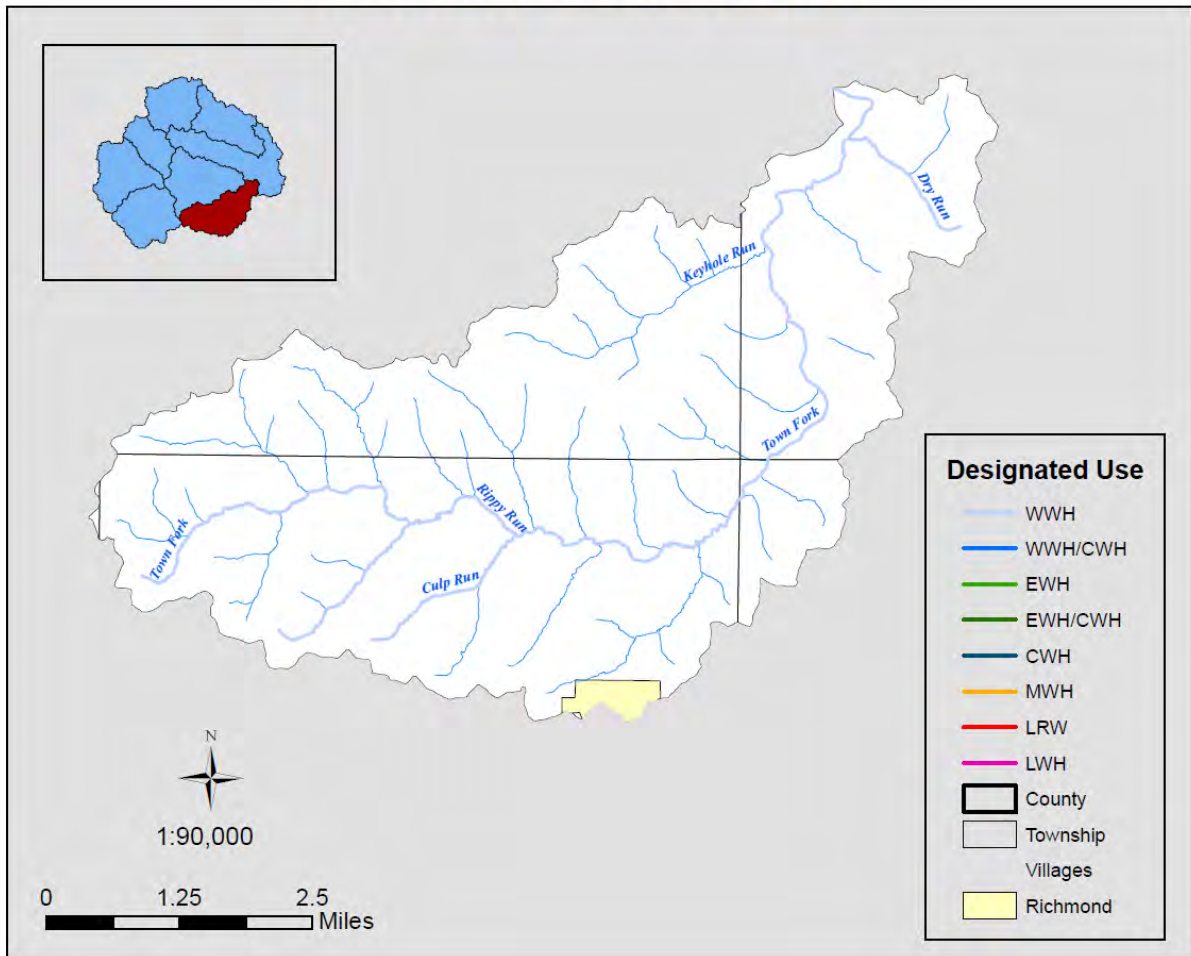 Dry Run
Keyhole Run
Town Fork
Rippy Run
Town Fork
Culp Run
N
1:90,000
0 1.25 2.5
Miles
Designated Use
WWH
WWH/CWH
EWH
EWH/CWH
CWH
MWH
LRW
LWH
County
Township
Villages
Richmond